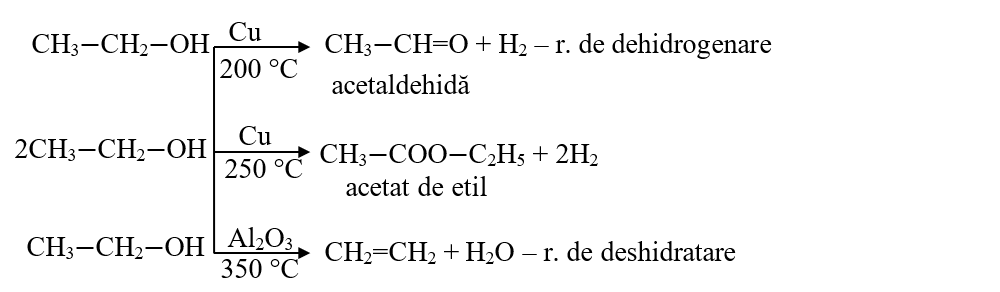 CH₃−CH₂−OH Cu 200 °C CH₃−CH=O + H₂ – r. de dehidrogenare
acetaldehidă
2CH₃−CH₂−OH Cu 250 °C CH₃−COO−C₂H₅ + 2H₂
acetat de etil
CH₃−CH₂−OH Al₂O₃ 350 °C CH₂=CH₂ + H₂O – r. de deshidratare